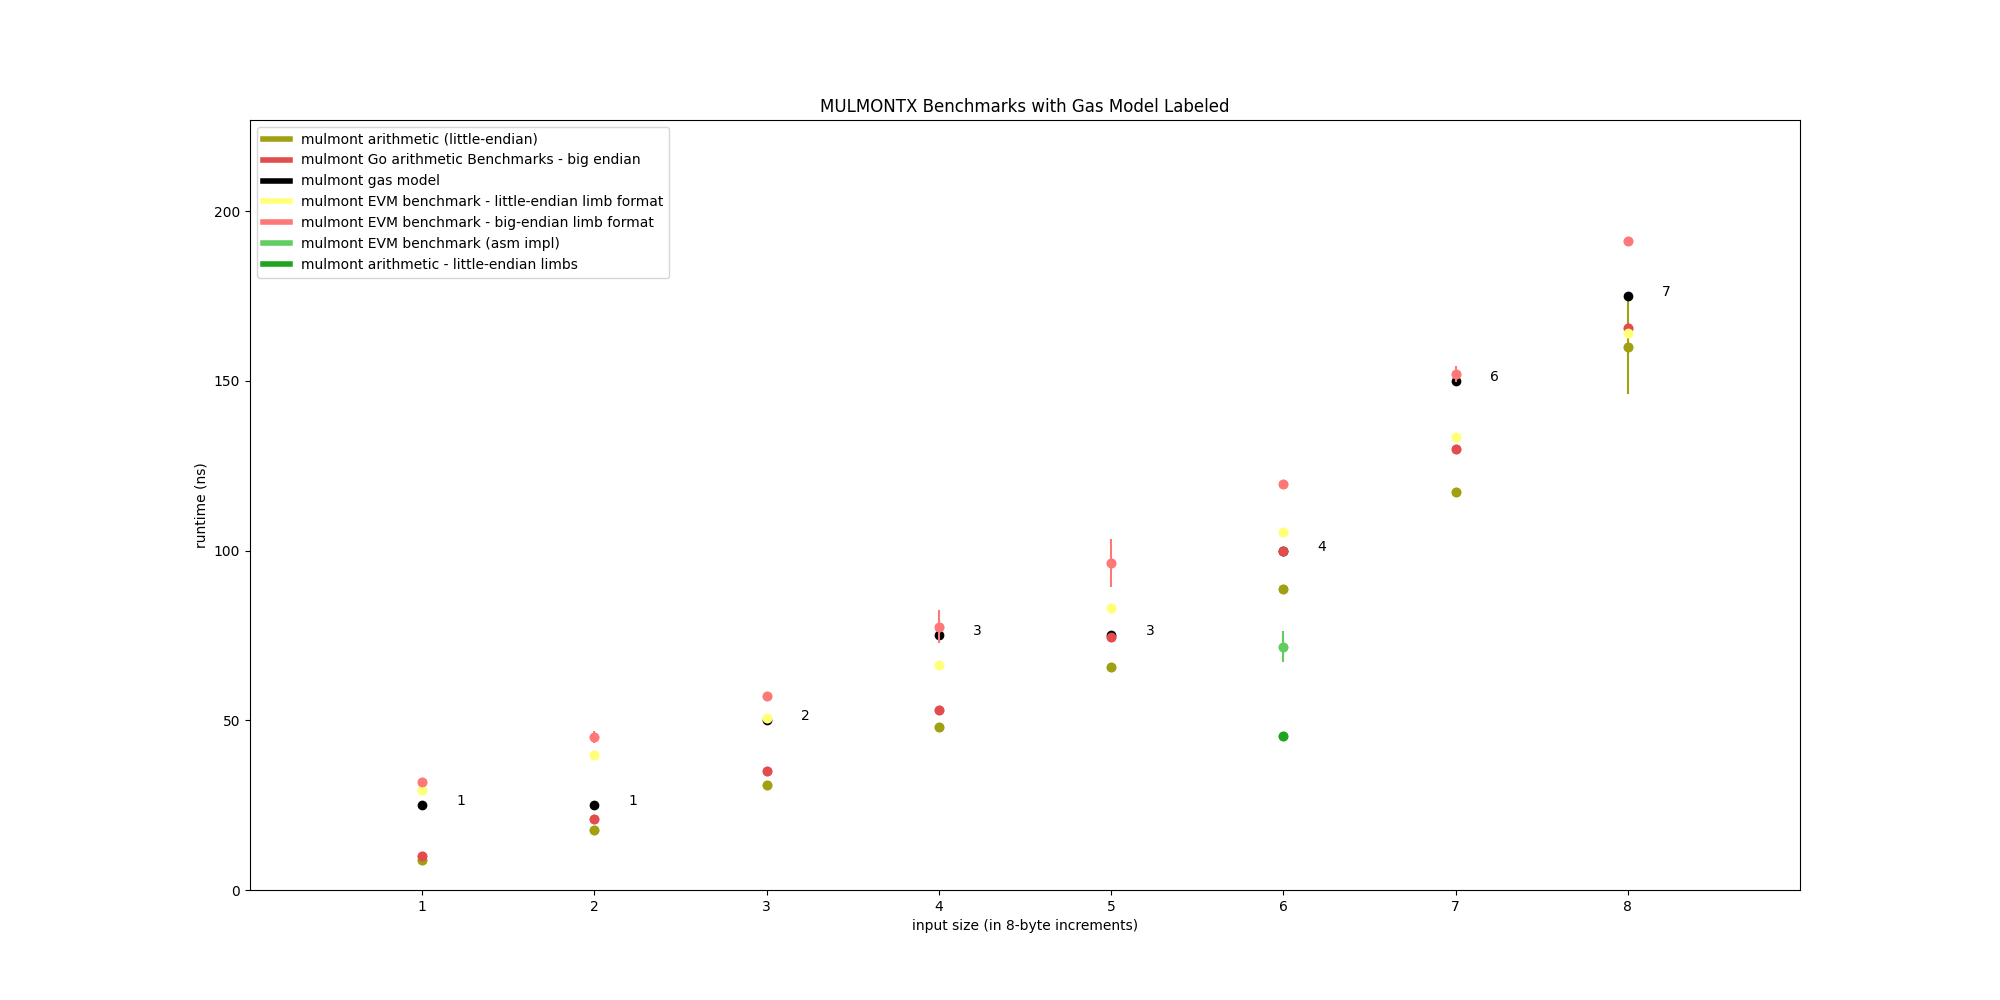 MULMONTX Benchmarks with Gas Model Labeled
mulmont arithmetic (little-endian)
mulmont Go arithmetic Benchmarks - big endian
mulmont gas model
mulmont EVM benchmark - little-endian limb format
mulmont EVM benchmark - big-endian limb format
mulmont EVM benchmark (asm impl)
mulmont arithmetic - little-endian limbs
200
150
100
50
0
runtime (ns)
7
6
4
3 3
2
1 1
1 2 3 4 5 6 7 8
input size (in 8-byte increments)